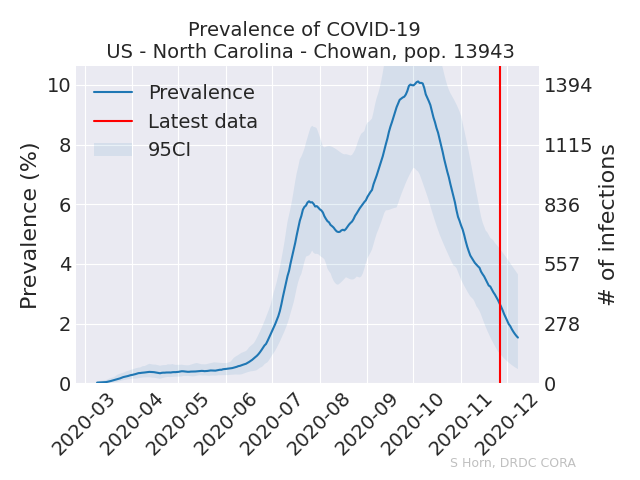 Prevalence of COVID-19
US - North Carolina - Chowan, pop. 13943
Prevalence
Latest data
95CI
Prevalence (%)
10
8
6
4
2
0
1394
1115
836
557
278
0
# of infections
2020-03
2020-04
2020-05
2020-06
2020-07
2020-08
2020-09
2020-10
2020-11
2020-12
S Horn, DRDC CORA